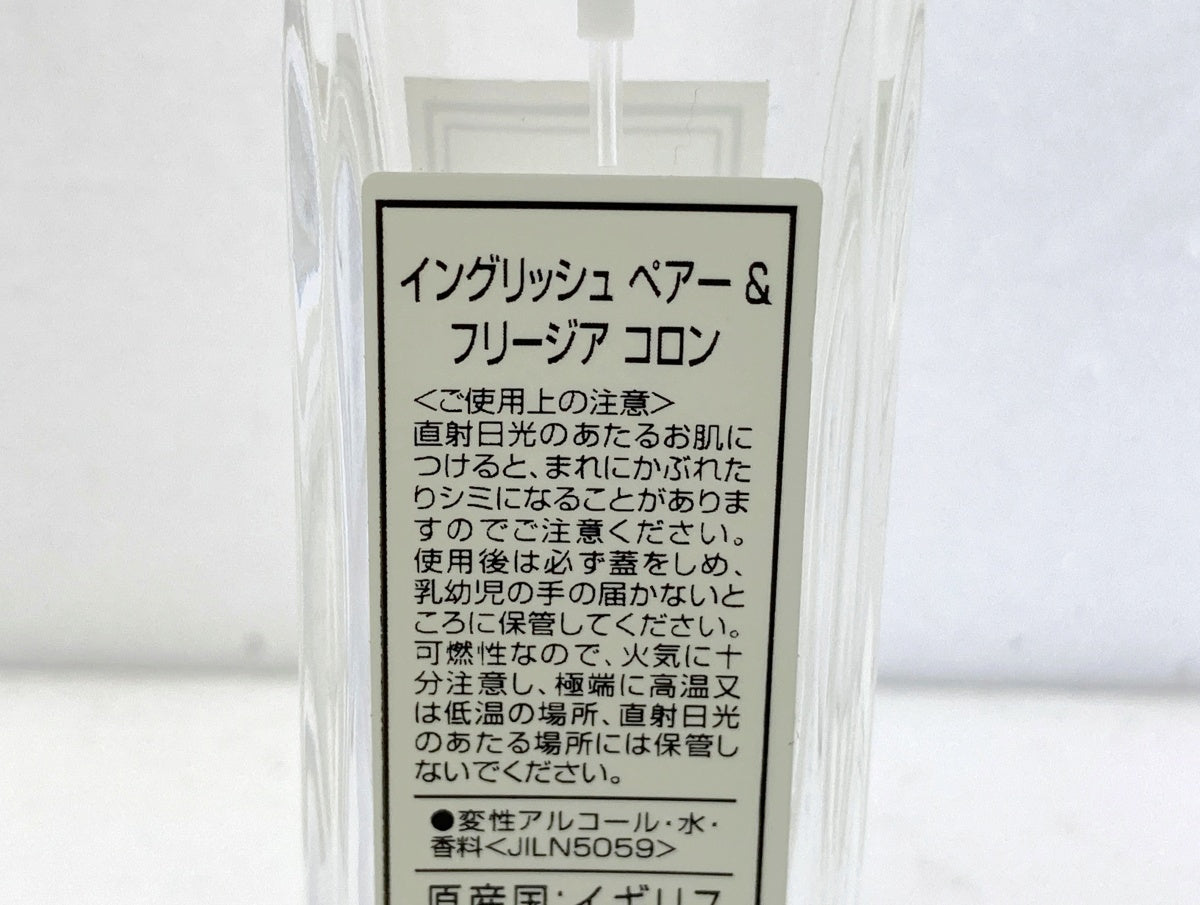 イングリッシュ ペアー &
フリージア コロン
<ご使用上の注意>
直射日光のあたるお肌に
つけると、まれにかぶれた
りシミになることがありま
すのでご注意ください。
使用後は必ず蓋をしめ、
乳幼児の手の届かないと
ころに保管してください。
可燃性なので、火気に十
分注意し、極端に高温又
は低温の場所、直射日光
のあたる場所には保管し
ないでください。
●変性アルコール・水・
香料<JILN5059>
原産国:イギリス